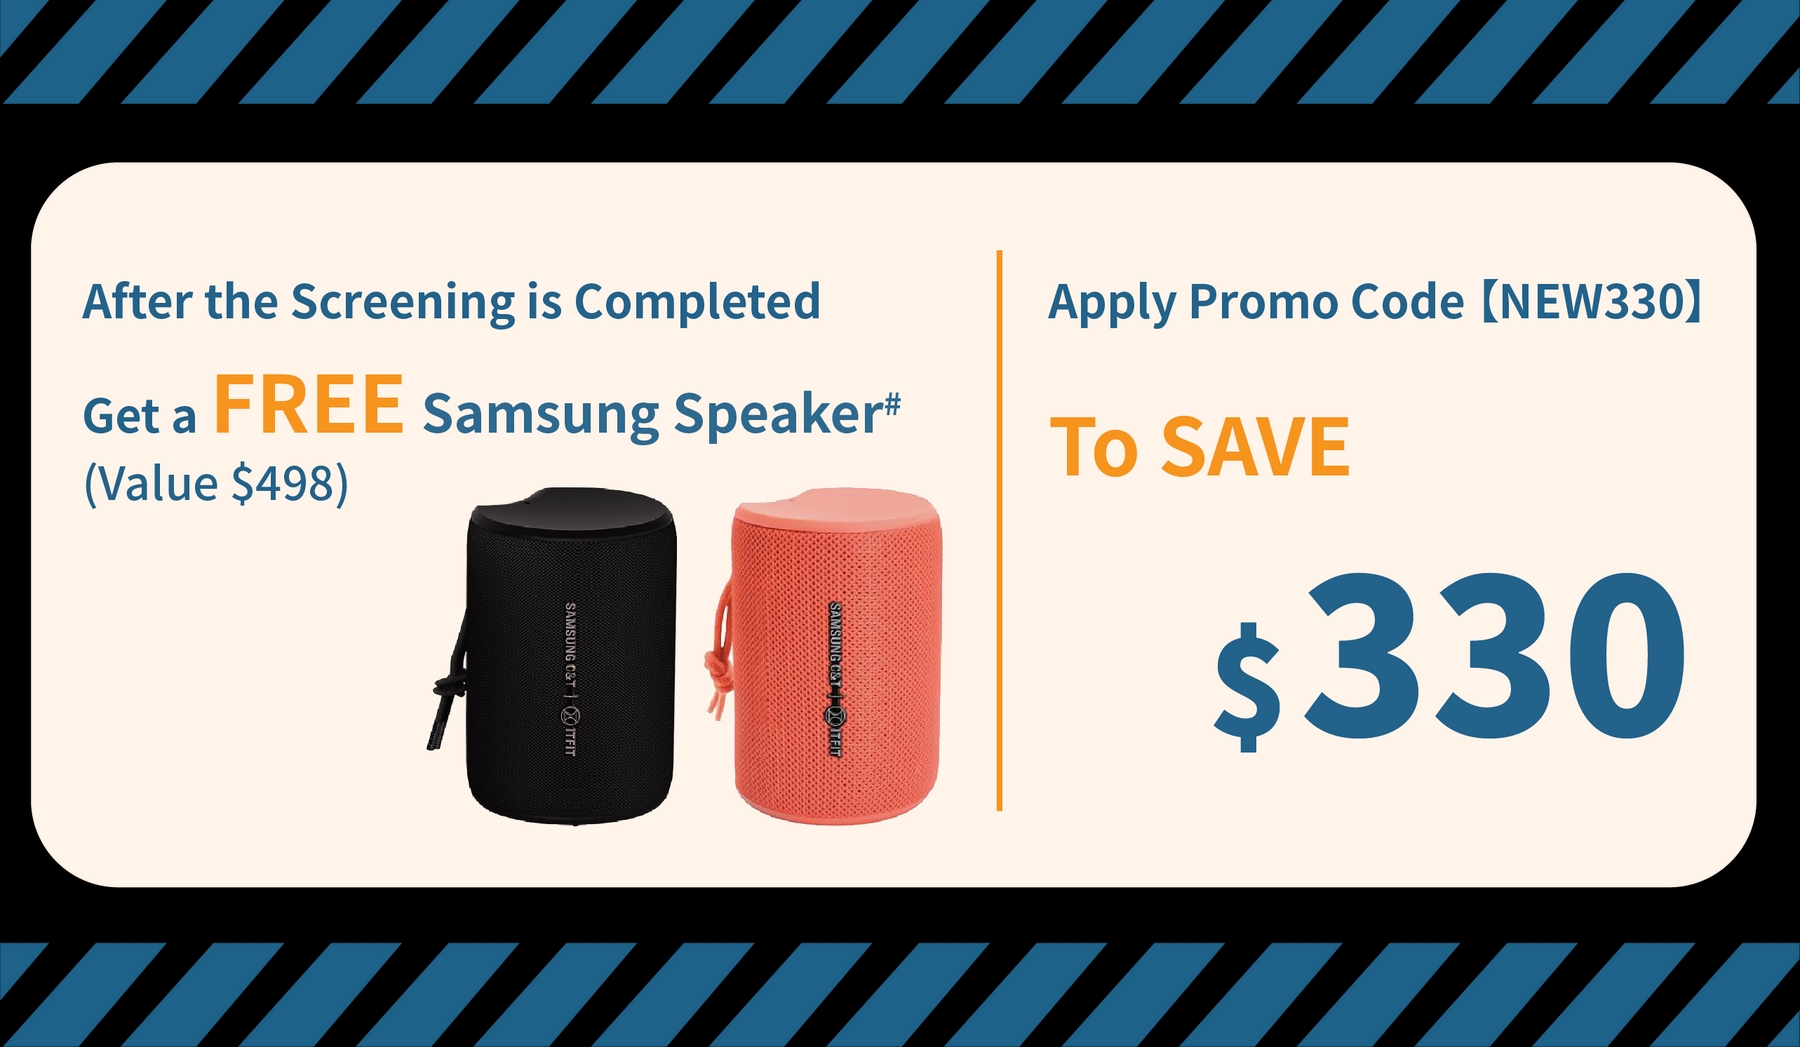 After the Screening is Completed
Get a FREE Samsung Speaker#
(Value $498)
SAMSUNG C&T | ITFIT
SAMSUNG C&T | ITFIT
Apply Promo Code【NEW330】
To SAVE
$330